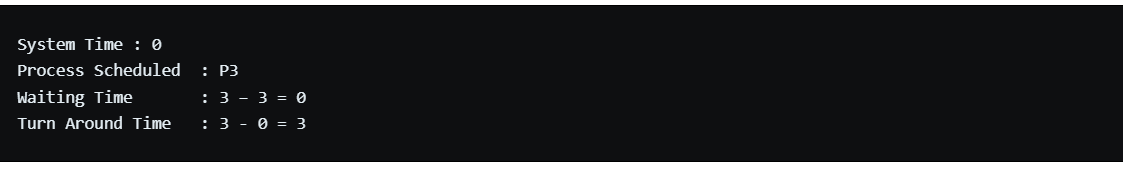 System Time : 0
Process Scheduled  : P3
Waiting Time       : 3 – 3 = 0
Turn Around Time   : 3 - 0 = 3